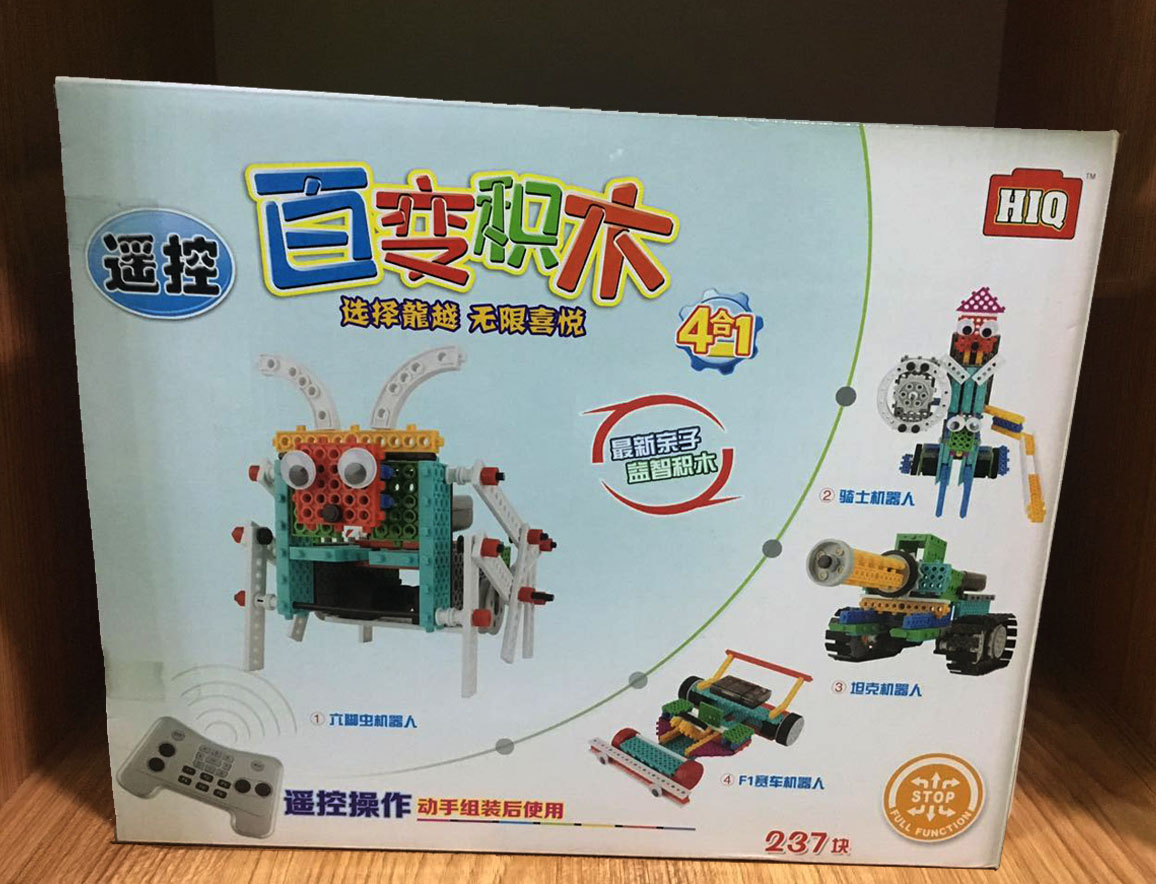 遥控
百变积木
选择龍越 无限喜悦
4合1
HIQ
TM
最新亲子
益智积木
② 骑士机器人
③ 坦克机器人
① 六脚虫机器人
④ F1赛车机器人
遥控操作 动手组装后使用
237块
STOP
FULL FUNCTION